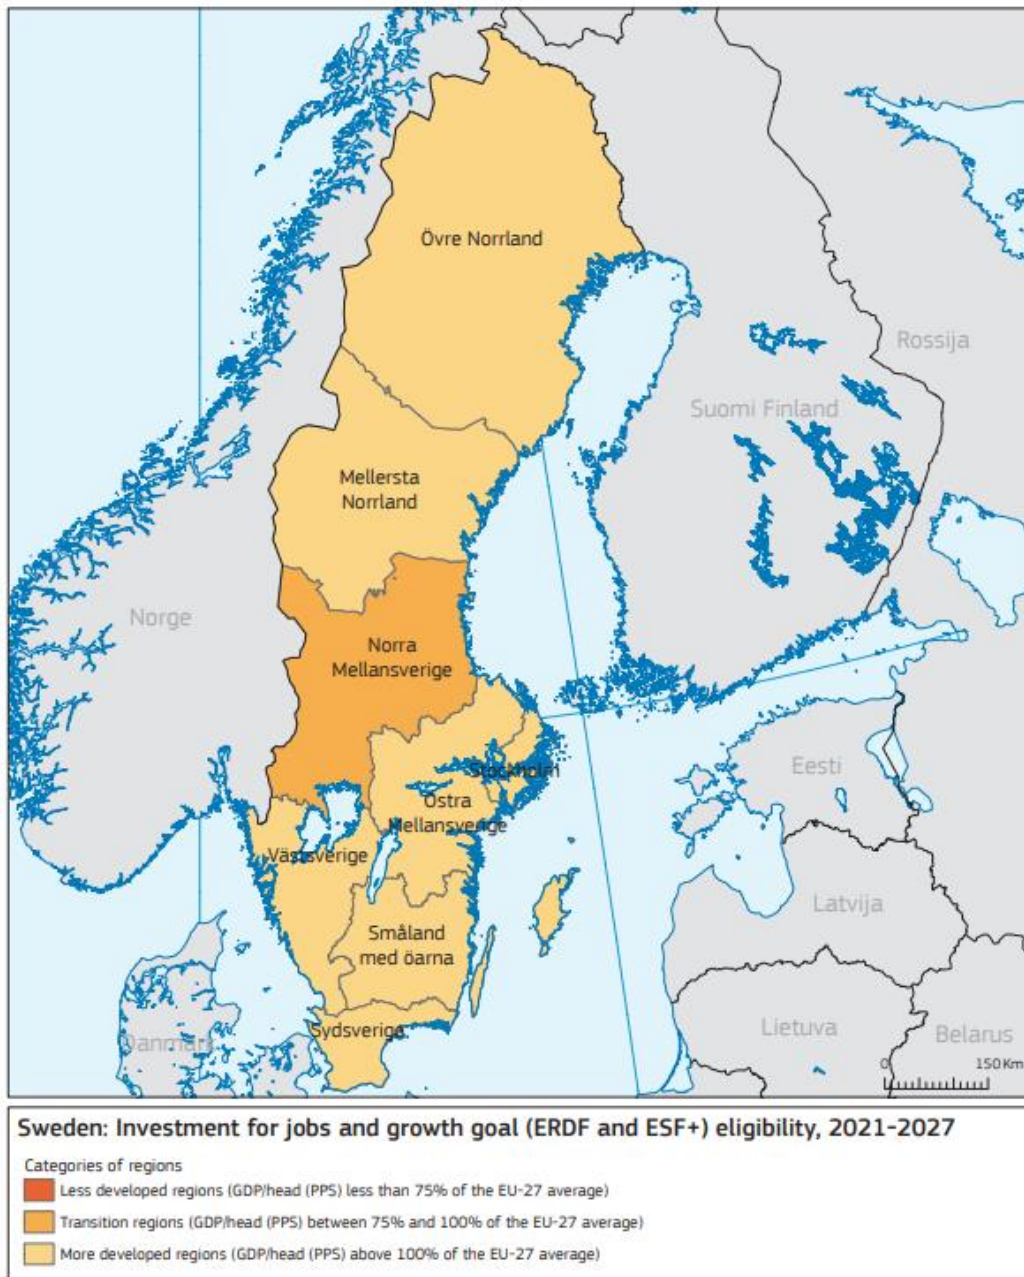 Övre Norrland
Rossija
Suomi Finland
Mellersta
Norrland
Norge
Norra
Mellansverige
Stockholm
Eesti
Östra
Mellansverige
Västsverige
Latvija
Småland
med öarna
Sydsverige
Lietuva
Belarus
Danmark
0 150 Km
Sweden: Investment for jobs and growth goal (ERDF and ESF+) eligibility, 2021-2027
Categories of regions
Less developed regions (GDP/head (PPS) less than 75% of the EU-27 average)
Transition regions (GDP/head (PPS) between 75% and 100% of the EU-27 average)
More developed regions (GDP/head (PPS) above 100% of the EU-27 average)